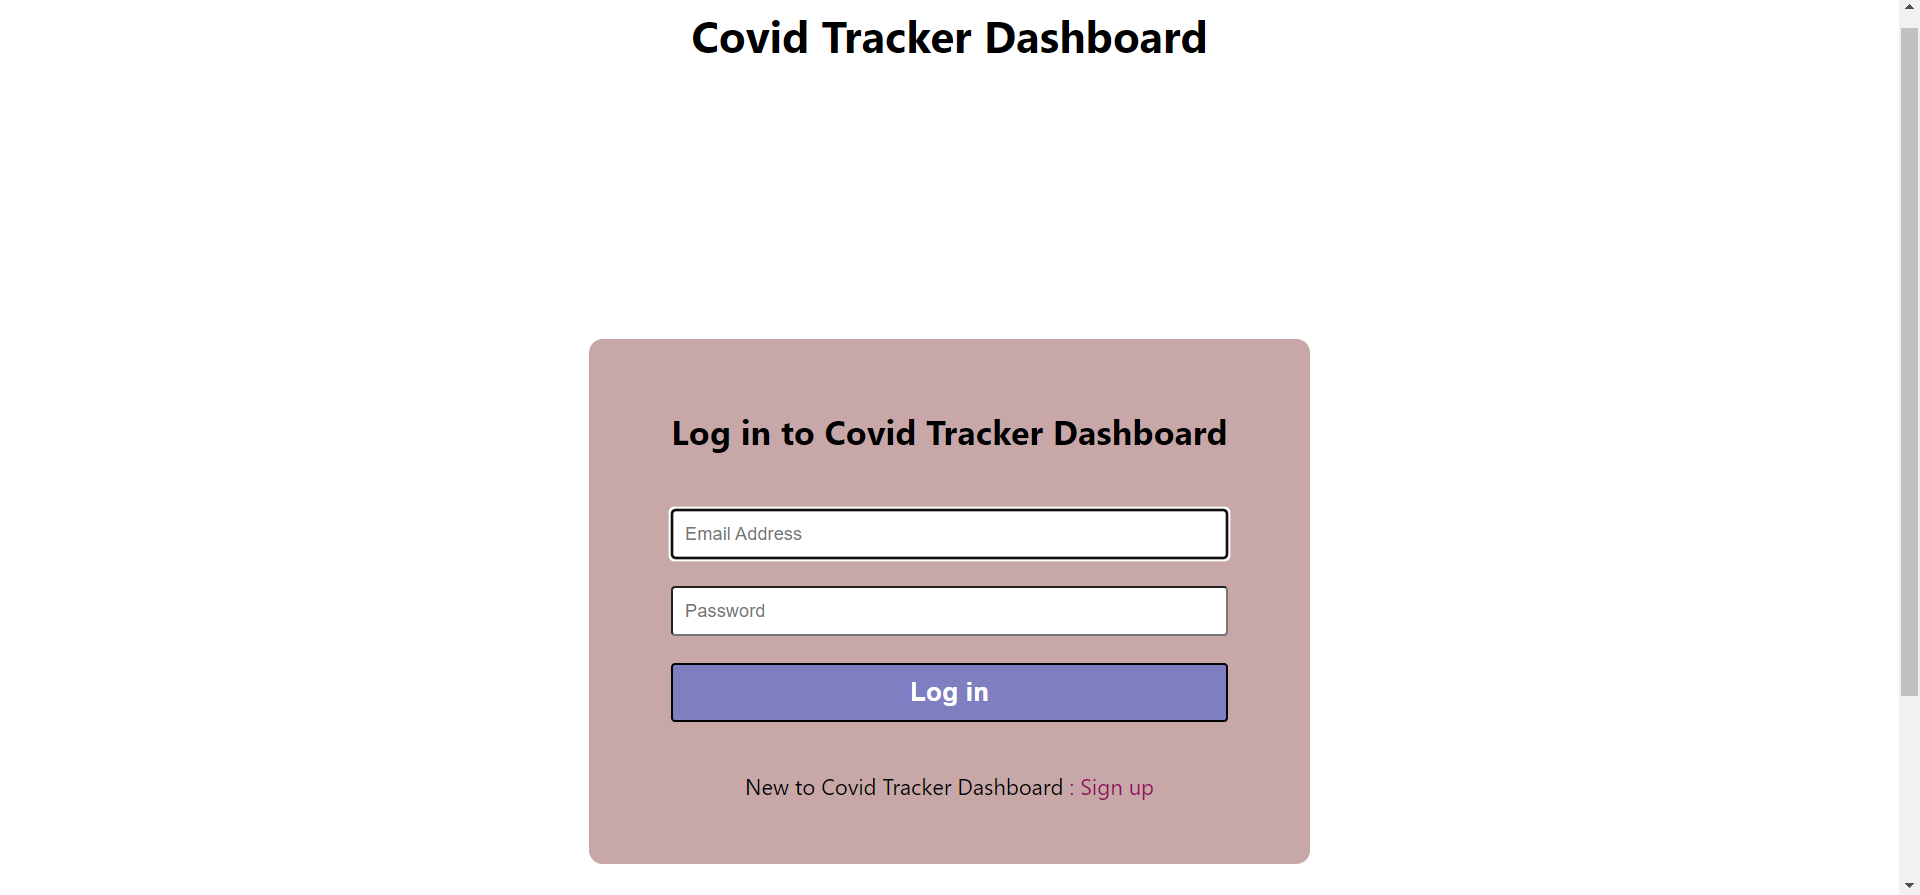 Covid Tracker Dashboard
Log in to Covid Tracker Dashboard
Email Address
Password
Log in
New to Covid Tracker Dashboard : Sign up